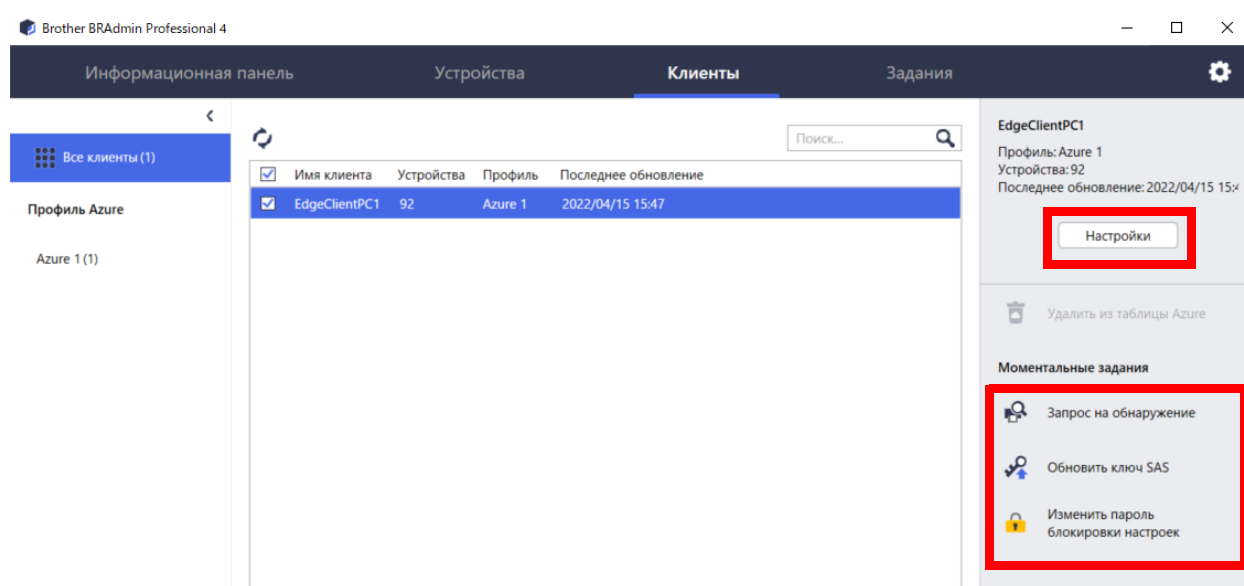 Brother BRAdmin Professional 4
Информационная панель
Устройства
Клиенты
Задания
Все клиенты (1)
Профиль Azure
Azure 1 (1)
Поиск...
Имя клиента Устройства Профиль Последнее обновление
EdgeClientPC1 92 Azure 1 2022/04/15 15:47
EdgeClientPC1
Профиль: Azure 1
Устройства: 92
Последнее обновление: 2022/04/15 15:4
Настройки
Удалить из таблицы Azure
Моментальные задания
Запрос на обнаружение
Обновить ключ SAS
Изменить пароль
блокировки настроек